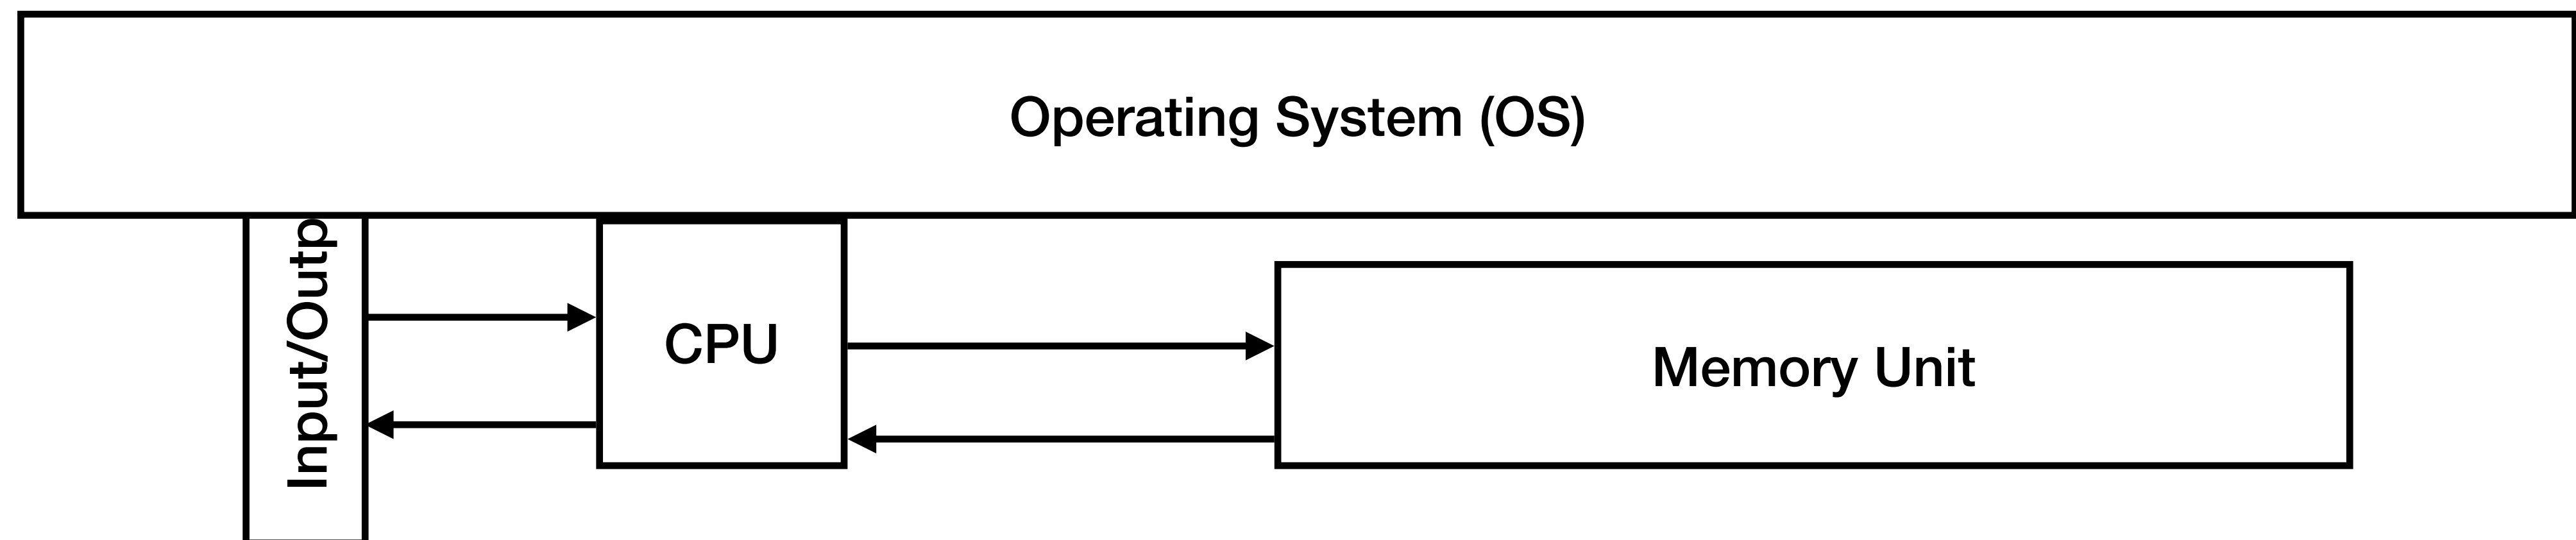 Operating System (OS)
Input/Outp
CPU
Memory Unit